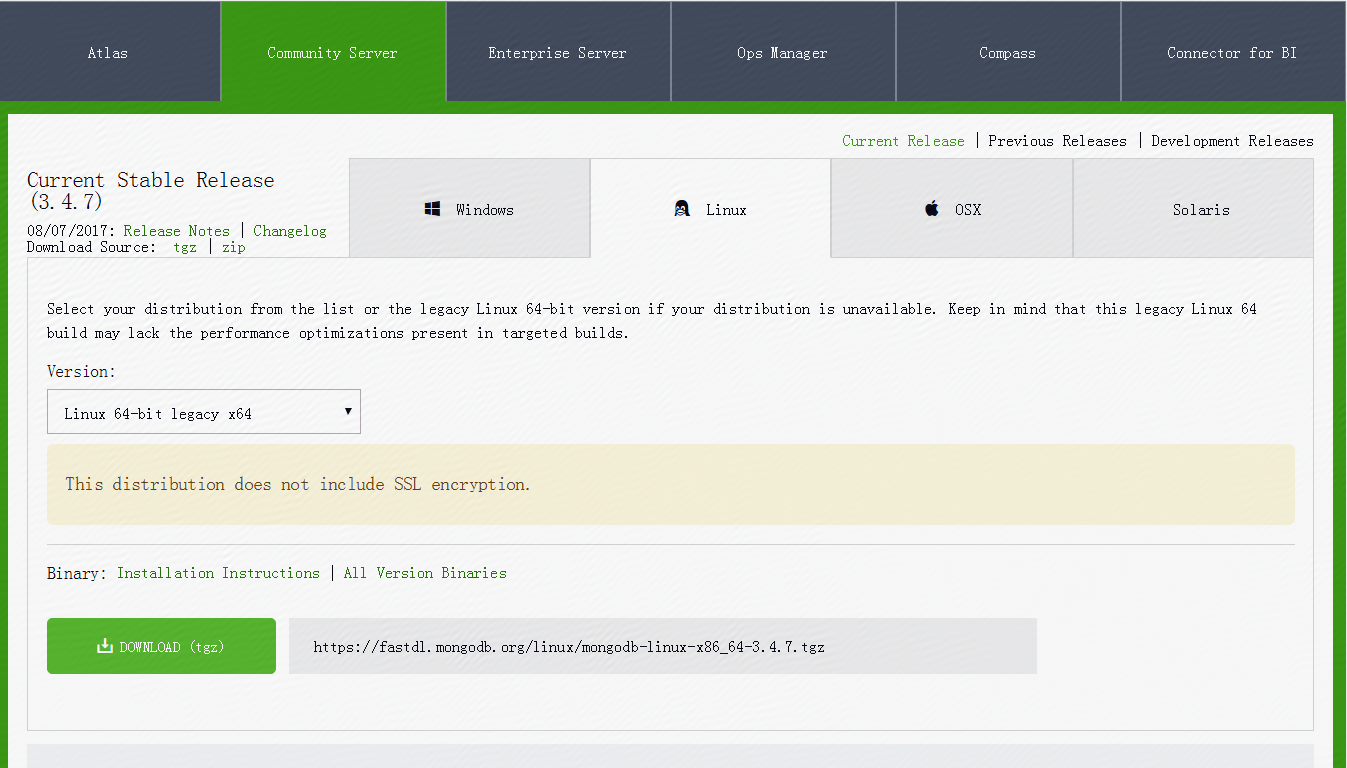 Atlas
Community Server
Enterprise Server
Ops Manager
Compass
Connector for BI
Current Release | Previous Releases | Development Releases
Current Stable Release
(3.4.7)
08/07/2017: Release Notes | Changelog
Download Source: tgz | zip
Windows
Linux
OSX
Solaris
Select your distribution from the list or the legacy Linux 64-bit version if your distribution is unavailable. Keep in mind that this legacy Linux 64
build may lack the performance optimizations present in targeted builds.
Version:
Linux 64-bit legacy x64
This distribution does not include SSL encryption.
Binary: Installation Instructions | All Version Binaries
DOWNLOAD (tgz)
https://fastdl.mongodb.org/linux/mongodb-linux-x86_64-3.4.7.tgz